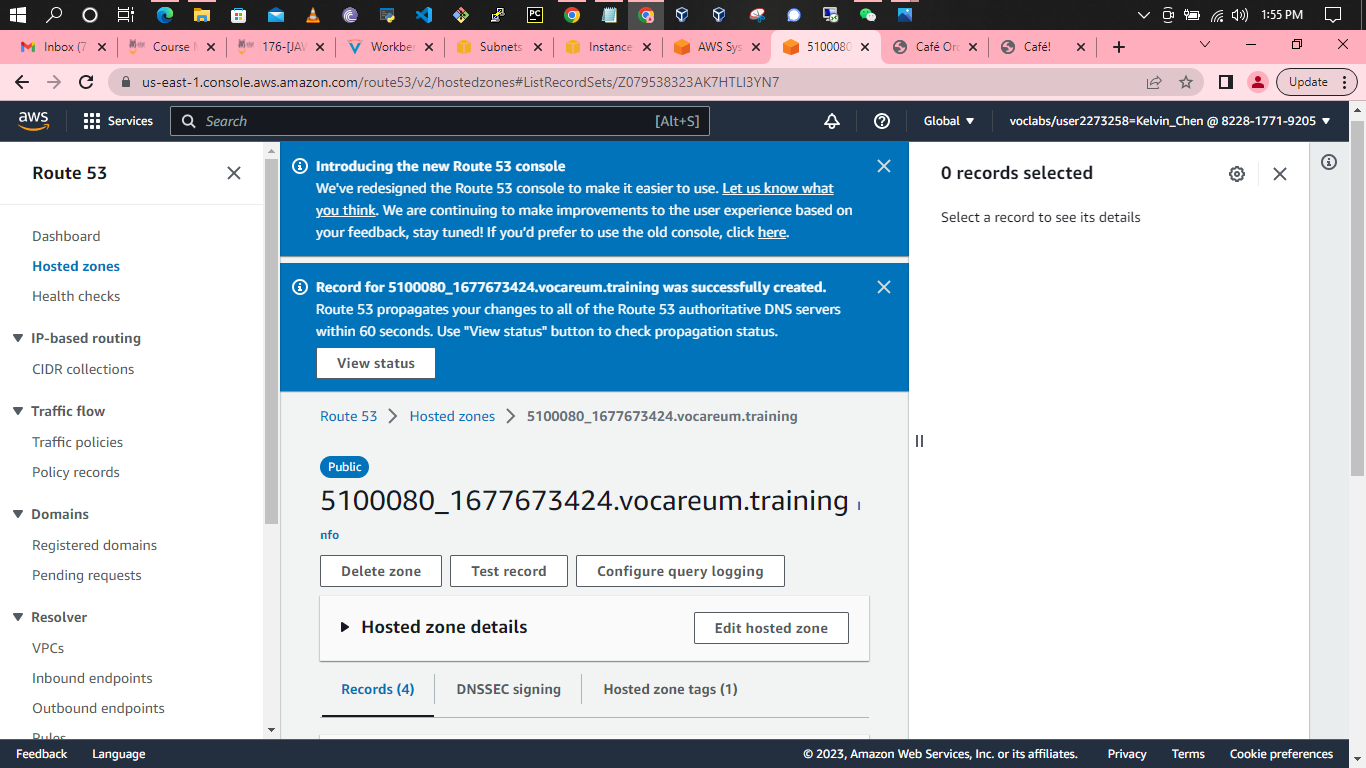 1:55 PM
Inbox (7
Course M
176-[JAV
Workber
Subnets
Instance
AWS Sys
5100080
Café Orc
Café!
us-east-1.console.aws.amazon.com/route53/v2/hostedzones#ListRecordSets/Z079538323AK7HTLI3YN7
Update
aws
Services
Search
[Alt+S]
Global
voclabs/user2273258=Kelvin_Chen @ 8228-1771-9205
Route 53
Dashboard
Hosted zones
Health checks
IP-based routing
CIDR collections
Traffic flow
Traffic policies
Policy records
Domains
Registered domains
Pending requests
Resolver
VPCs
Inbound endpoints
Outbound endpoints
Rules
Introducing the new Route 53 console
We've redesigned the Route 53 console to make it easier to use. Let us know what
you think. We are continuing to make improvements to the user experience based on
your feedback, stay tuned! If you'd prefer to use the old console, click here.
Record for 5100080_1677673424.vocareum.training was successfully created.
Route 53 propagates your changes to all of the Route 53 authoritative DNS servers
within 60 seconds. Use "View status" button to check propagation status.
View status
Route 53
Hosted zones
5100080_1677673424.vocareum.training
Public
5100080_1677673424.vocareum.training I
nfo
Delete zone
Test record
Configure query logging
Hosted zone details
Edit hosted zone
Records (4)
DNSSEC signing
Hosted zone tags (1)
0 records selected
Select a record to see its details
Feedback
Language
© 2023, Amazon Web Services, Inc. or its affiliates.
Privacy
Terms
Cookie preferences